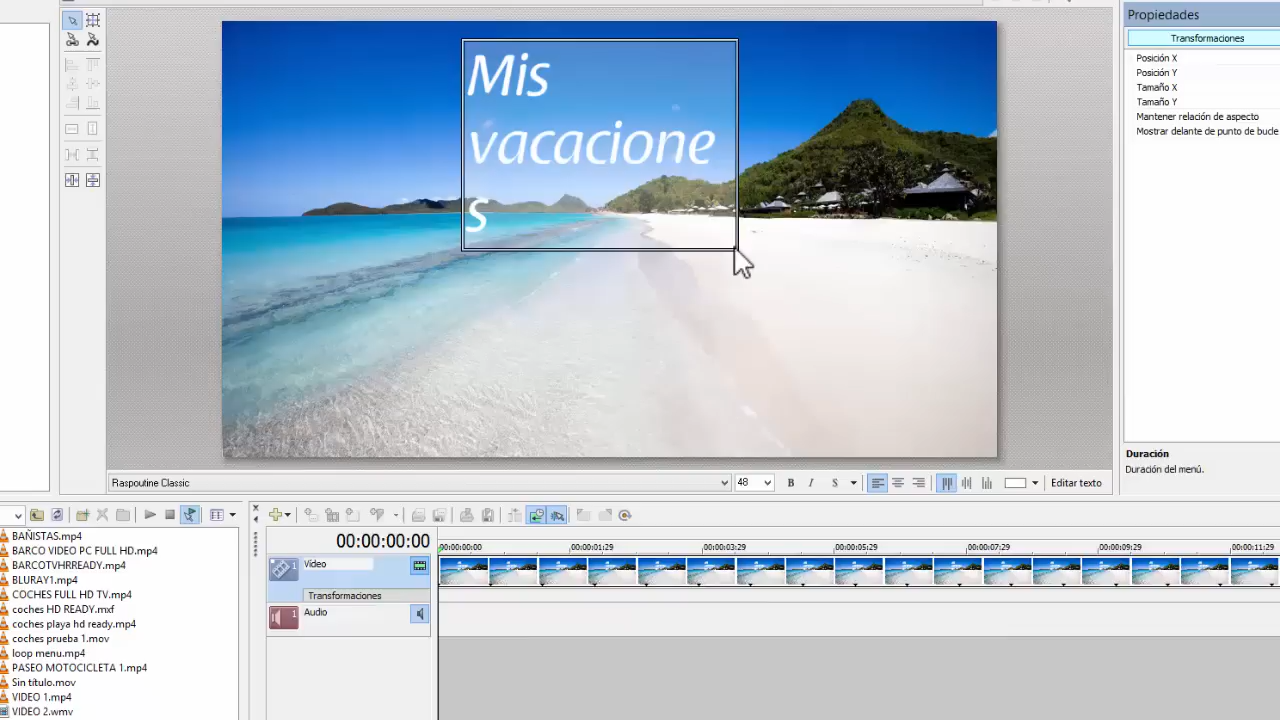 Propiedades
Transformaciones
Posición X
Posición Y
Tamaño X
Tamaño Y
Mantener relación de aspecto
Mostrar delante de punto de bucle
Mis
vacacione
s
Duración
Duración del menú.
Raspoutine Classic
48
B
I
S
Editar texto
BAÑISTAS.mp4
BARCO VIDEO PC FULL HD.mp4
BARCOTVHRREADY.mp4
BLURAY1.mp4
COCHES FULL HD TV.mp4
coches HD READY.mxf
coches playa hd ready.mp4
coches prueba 1.mov
loop menu.mp4
PASEO MOTOCICLETA 1.mp4
Sin título.mov
VIDEO 1.mp4
VIDEO 2.wmv
00:00:00:00
00:00:00:00
00:00:01:29
00:00:03:29
00:00:05:29
00:00:07:29
00:00:09:29
00:00:11:29
1
Vídeo
Transformaciones
1
Audio